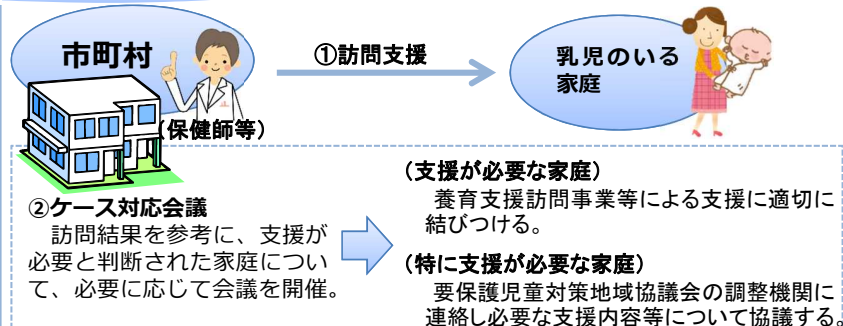 市町村
(保健師等)
①訪問支援
乳児のいる
家庭
②ケース対応会議
訪問結果を参考に、支援が
必要と判断された家庭につい
て、必要に応じて会議を開催。
(支援が必要な家庭)
養育支援訪問事業等による支援に適切に
結びつける。
(特に支援が必要な家庭)
要保護児童対策地域協議会の調整機関に
連絡し必要な支援内容等について協議する。